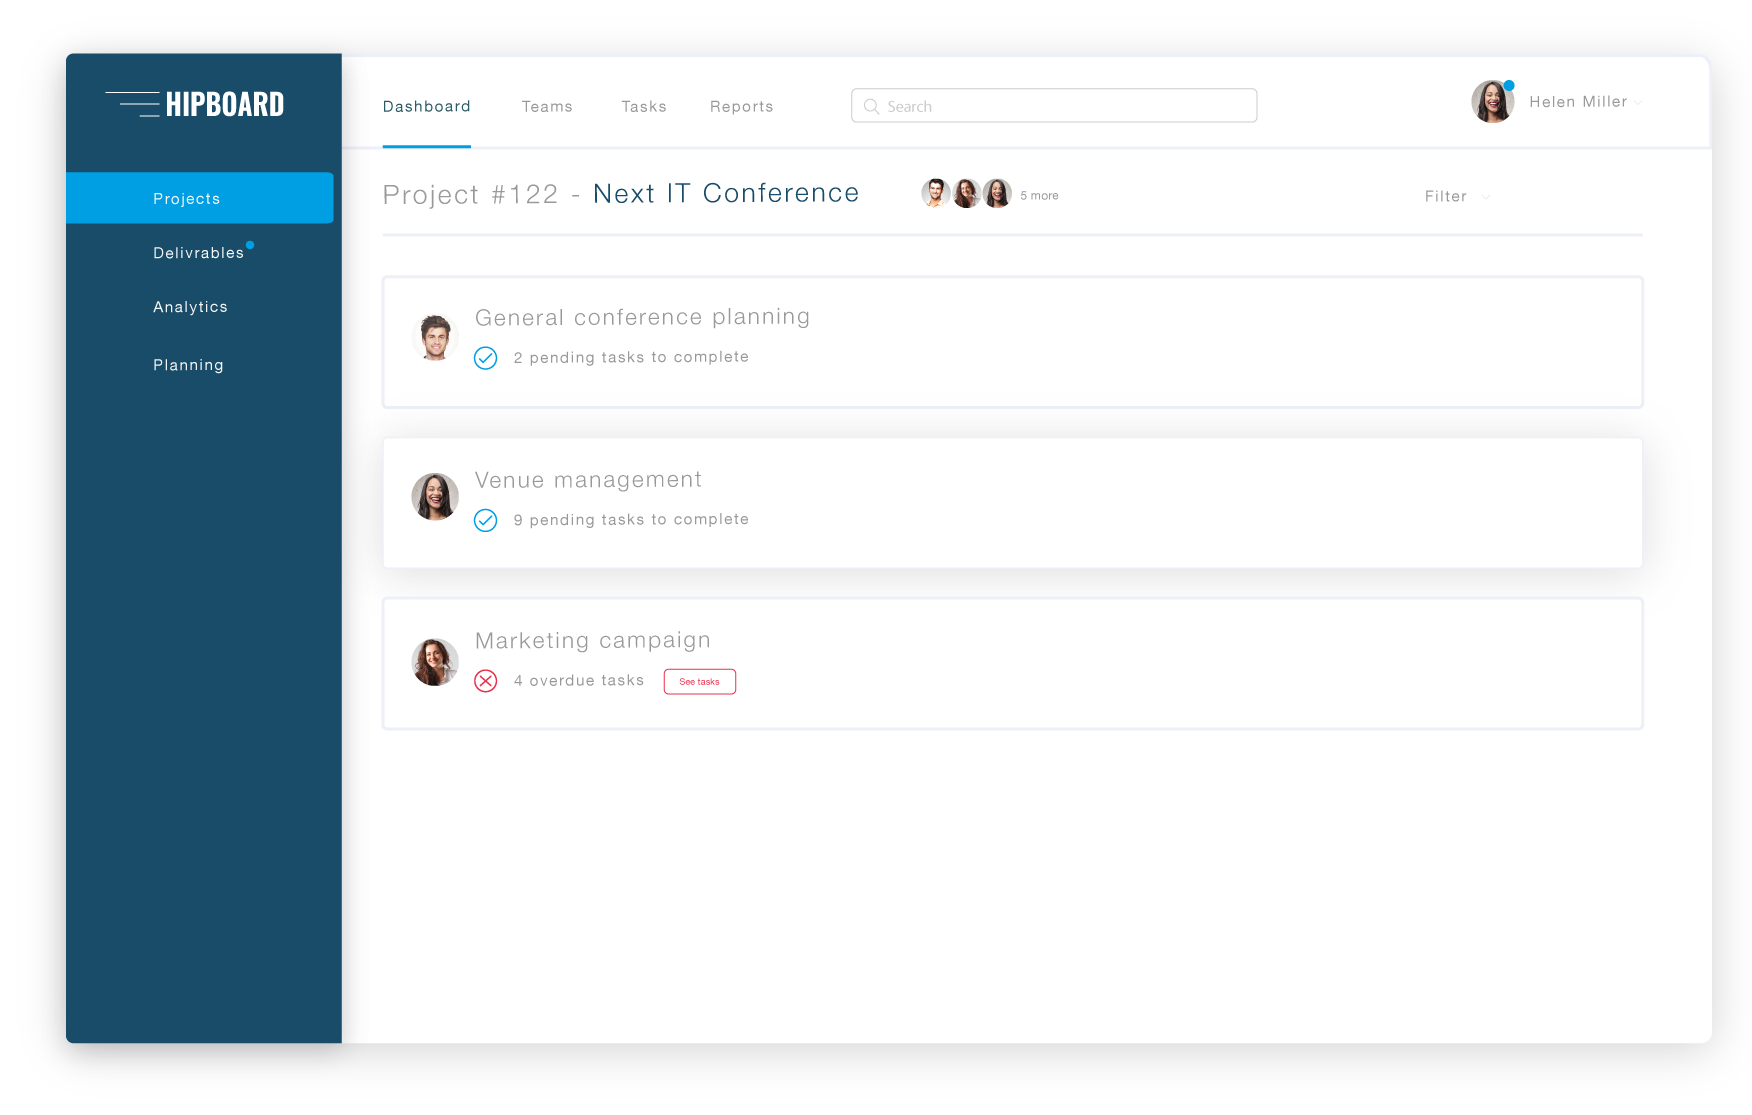 HIPBOARD
Dashboard
Teams
Tasks
Reports
Search
Helen Miller
Projects
Delivrables
Analytics
Planning
Project #122 - Next IT Conference
5 more
Filter
General conference planning
2 pending tasks to complete
Venue management
9 pending tasks to complete
Marketing campaign
4 overdue tasks
See tasks